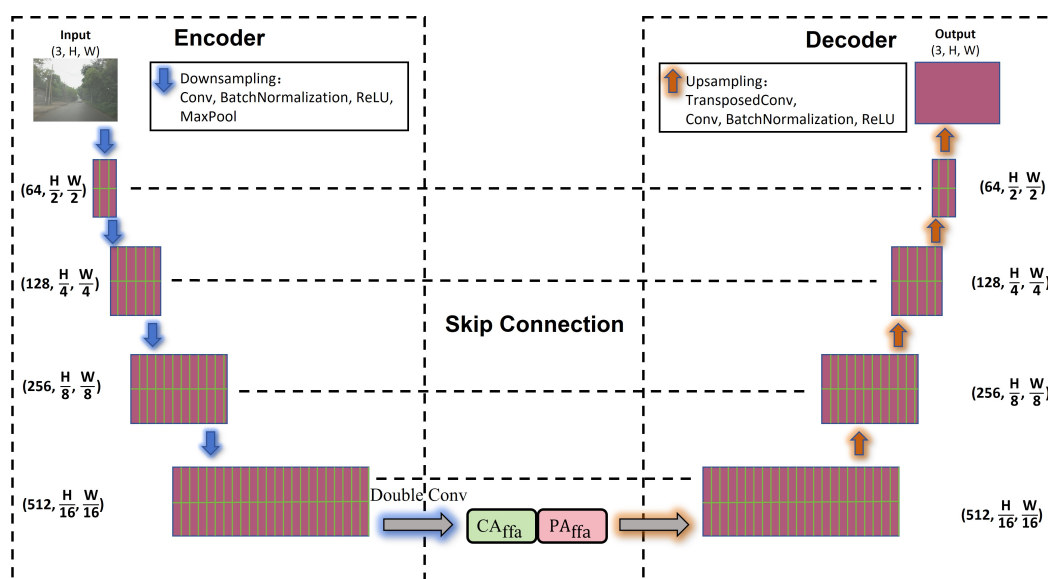 Input
(3, H, W)
Encoder
Downsampling:
Conv, BatchNormalization, ReLU,
MaxPool
Decoder
Output
(3, H, W)
Upsampling:
TransposedConv,
Conv, BatchNormalization, ReLU
(64, H/2, W/2)
(64, H/2, W/2)
(128, H/4, W/4)
(128, H/4, W/4)
Skip Connection
(256, H/8, W/8)
(256, H/8, W/8)
(512, H/16, W/16)
Double Conv
CAffa
PAffa
(512, H/16, W/16)